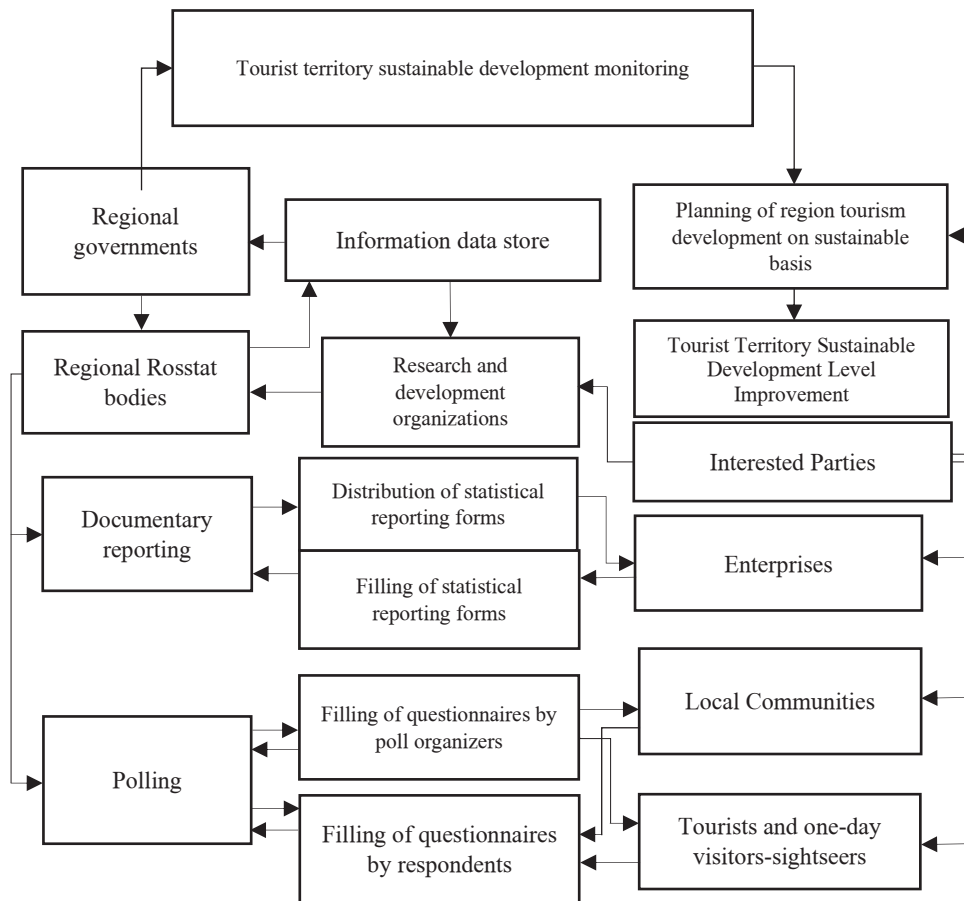 Tourist territory sustainable development monitoring
Regional
governments
Information data store
Planning of region tourism
development on sustainable
basis
Regional Rosstat
bodies
Research and
development
organizations
Tourist Territory Sustainable
Development Level
Improvement
Interested Parties
Documentary
reporting
Distribution of statistical
reporting forms
Filling of statistical
reporting forms
Enterprises
Polling
Filling of questionnaires by
poll organizers
Local Communities
Filling of questionnaires
by respondents
Tourists and one-day
visitors-sightseers